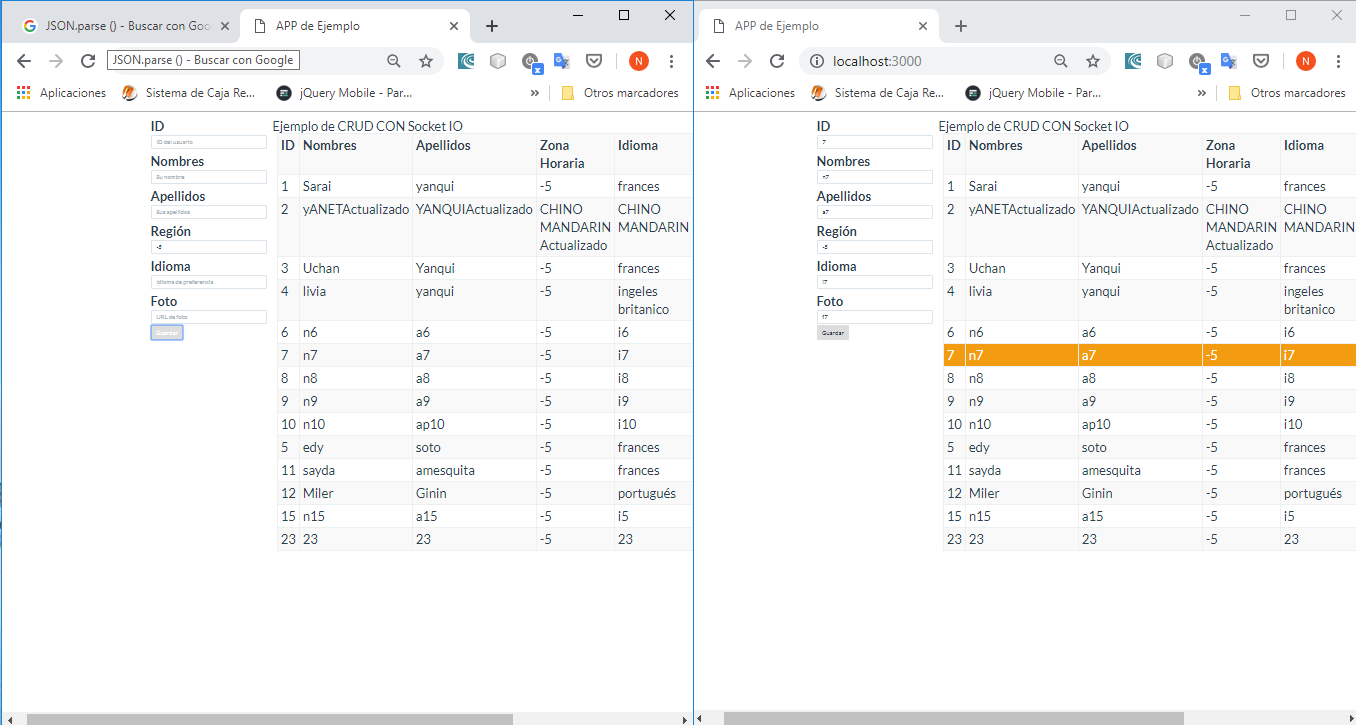 JSON.parse () - Buscar con Goo
APP de Ejemplo
JSON.parse () - Buscar con Google
N
Aplicaciones
Sistema de Caja Re...
jQuery Mobile - Par...
»
Otros marcadores
ID
ID del usuario
Nombres
Su nombre
Apellidos
Sus apellidos
Región
-5
Idioma
Idioma de preferencia
Foto
URL de foto
Guardar
Ejemplo de CRUD CON Socket IO
ID Nombres Apellidos Zona Horaria Idioma
1 Sarai yanqui -5 frances
2 yANETActualizado YANQUIActualizado CHINO MANDARIN Actualizado CHINO MANDARIN
3 Uchan Yanqui -5 frances
4 livia yanqui -5 ingeles britanico
6 n6 a6 -5 i6
7 n7 a7 -5 i7
8 n8 a8 -5 i8
9 n9 a9 -5 i9
10 n10 ap10 -5 i10
5 edy soto -5 frances
11 sayda amesquita -5 frances
12 Miler Ginin -5 portugués
15 n15 a15 -5 i5
23 23 23 -5 23
APP de Ejemplo
localhost:3000
N
Aplicaciones
Sistema de Caja Re...
jQuery Mobile - Par...
»
Otros marcadores
ID
7
Nombres
n7
Apellidos
a7
Región
-5
Idioma
i7
Foto
f7
Guardar
Ejemplo de CRUD CON Socket IO
ID Nombres Apellidos Zona Horaria Idioma
1 Sarai yanqui -5 frances
2 yANETActualizado YANQUIActualizado CHINO MANDARIN Actualizado CHINO MANDARIN
3 Uchan Yanqui -5 frances
4 livia yanqui -5 ingeles britanico
6 n6 a6 -5 i6
7 n7 a7 -5 i7
8 n8 a8 -5 i8
9 n9 a9 -5 i9
10 n10 ap10 -5 i10
5 edy soto -5 frances
11 sayda amesquita -5 frances
12 Miler Ginin -5 portugués
15 n15 a15 -5 i5
23 23 23 -5 23